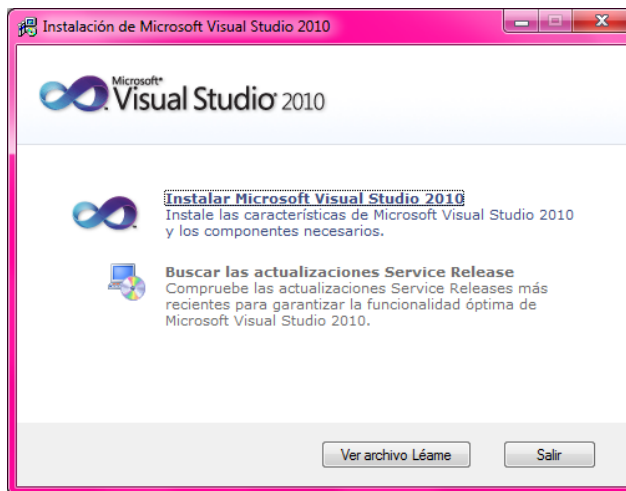 Instalación de Microsoft Visual Studio 2010
Microsoft®
Visual Studio® 2010
Instalar Microsoft Visual Studio 2010
Instale las características de Microsoft Visual Studio 2010
y los componentes necesarios.
Buscar las actualizaciones Service Release
Compruebe las actualizaciones Service Releases más
recientes para garantizar la funcionalidad óptima de
Microsoft Visual Studio 2010.
Ver archivo Léame
Salir